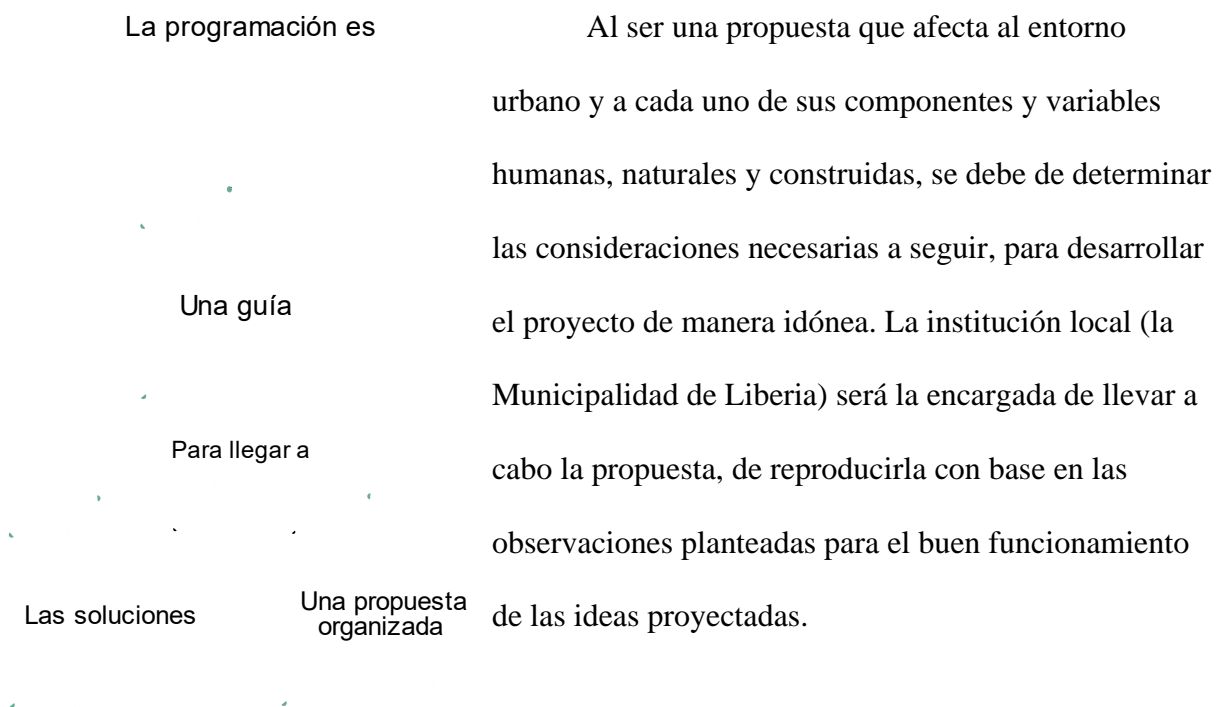 La programación es
Una guía
Para llegar a
Las soluciones
Una propuesta
organizada
Al ser una propuesta que afecta al entorno
urbano y a cada uno de sus componentes y variables
humanas, naturales y construidas, se debe de determinar
las consideraciones necesarias a seguir, para desarrollar
el proyecto de manera idónea. La institución local (la
Municipalidad de Liberia) será la encargada de llevar a
cabo la propuesta, de reproducirla con base en las
observaciones planteadas para el buen funcionamiento
de las ideas proyectadas.